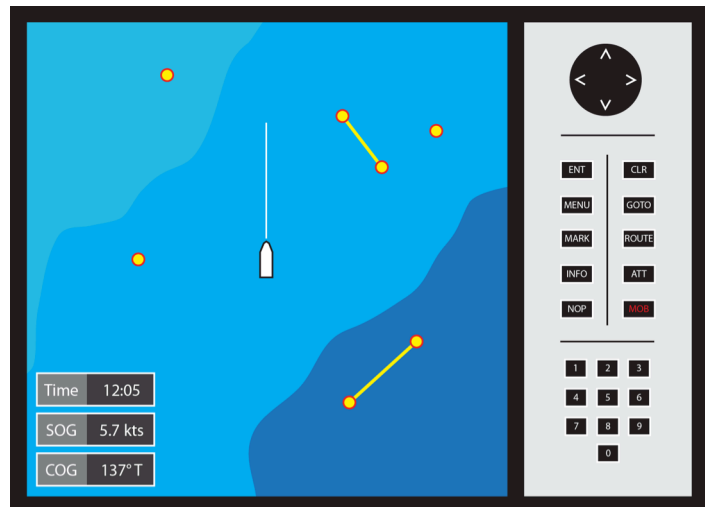 Time 12:05
SOG 5.7 kts
COG 137° T
ENT CLR
MENU GOTO
MARK ROUTE
INFO ATT
NOP MOB
1 2 3
4 5 6
7 8 9
0